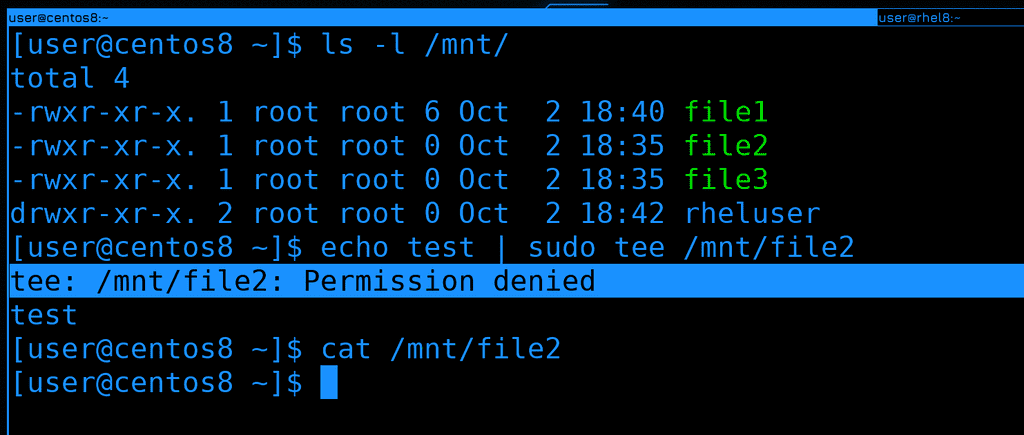 user@centos8:~ user@rhel8:~
[user@centos8 ~]$ ls -l /mnt/
total 4
-rwxr-xr-x. 1 root root 6 Oct  2 18:40 file1
-rwxr-xr-x. 1 root root 0 Oct  2 18:35 file2
-rwxr-xr-x. 1 root root 0 Oct  2 18:35 file3
drwxr-xr-x. 2 root root 0 Oct  2 18:42 rheluser
[user@centos8 ~]$ echo test | sudo tee /mnt/file2
tee: /mnt/file2: Permission denied
test
[user@centos8 ~]$ cat /mnt/file2
[user@centos8 ~]$